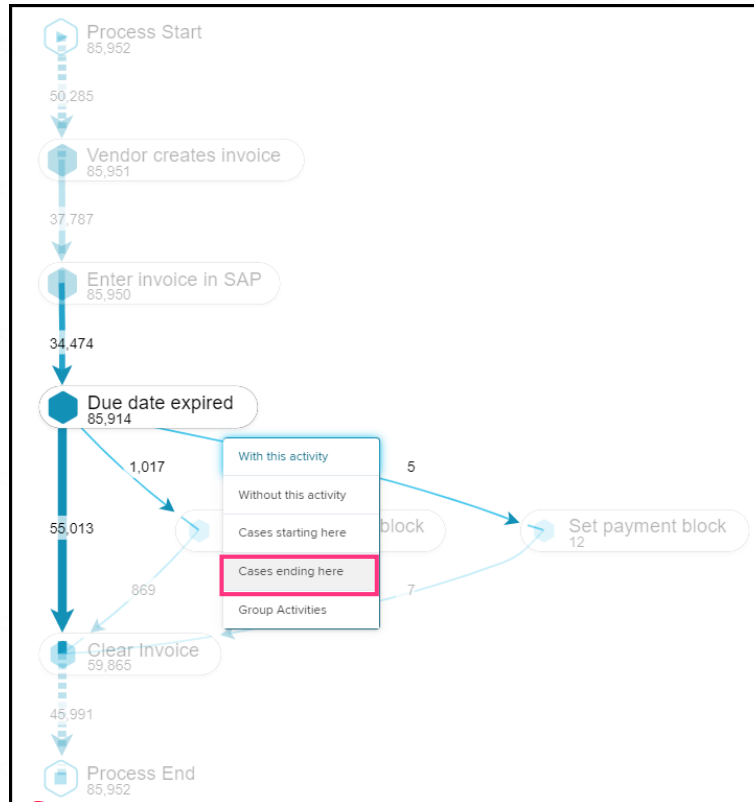 Process Start
85,952
50,285
Vendor creates invoice
85,951
37,787
Enter invoice in SAP
85,950
34,474
Due date expired
85,914
With this activity
1,017
5
Without this activity
55,013
Cases starting here
block
Set payment block
12
Cases ending here
869
7
Group Activities
Clear Invoice
59,865
45,991
Process End
85,952